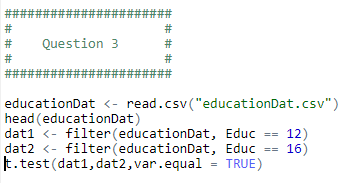 ######################
#                    #
#    Question 3      #
#                    #
######################
educationDat <- read.csv("educationDat.csv")
head(educationDat)
dat1 <- filter(educationDat, Educ == 12)
dat2 <- filter(educationDat, Educ == 16)
t.test(dat1,dat2,var.equal = TRUE)